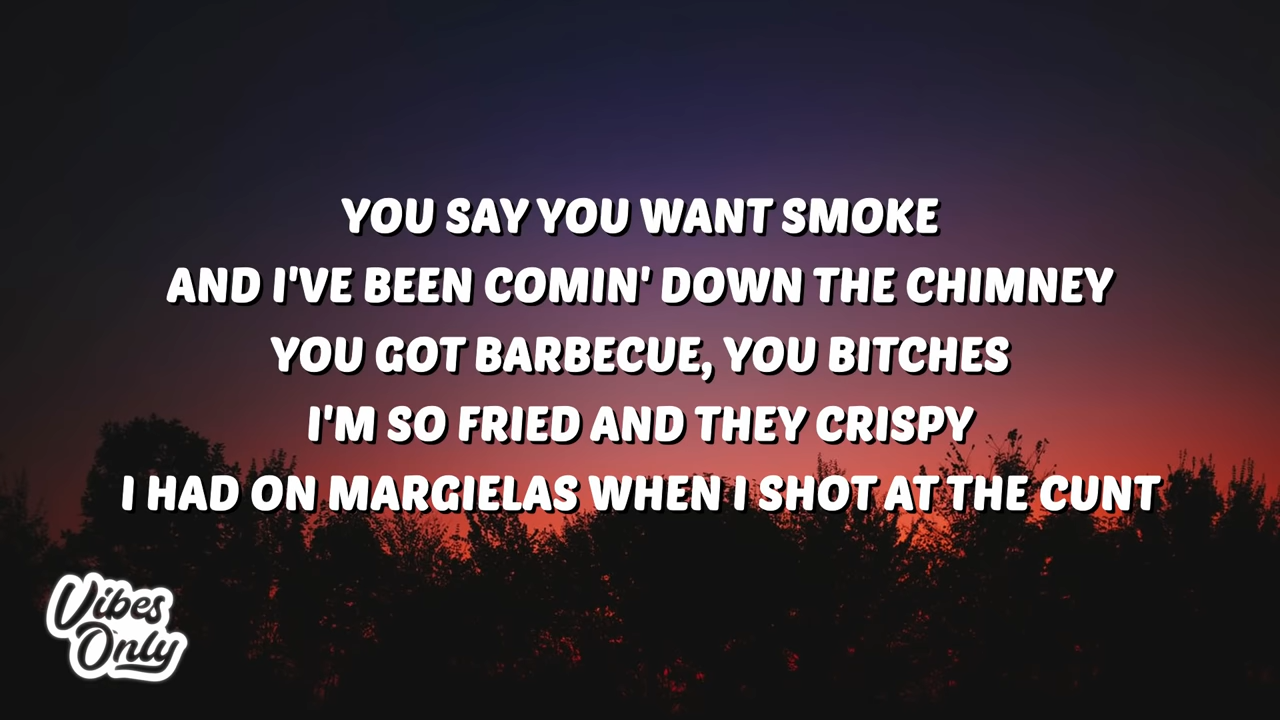 YOU SAY YOU WANT SMOKE
AND I'VE BEEN COMIN' DOWN THE CHIMNEY
YOU GOT BARBECUE, YOU BITCHES
I'M SO FRIED AND THEY CRISPY
I HAD ON MARGIELAS WHEN I SHOT AT THE CUNT
Vibes
Only